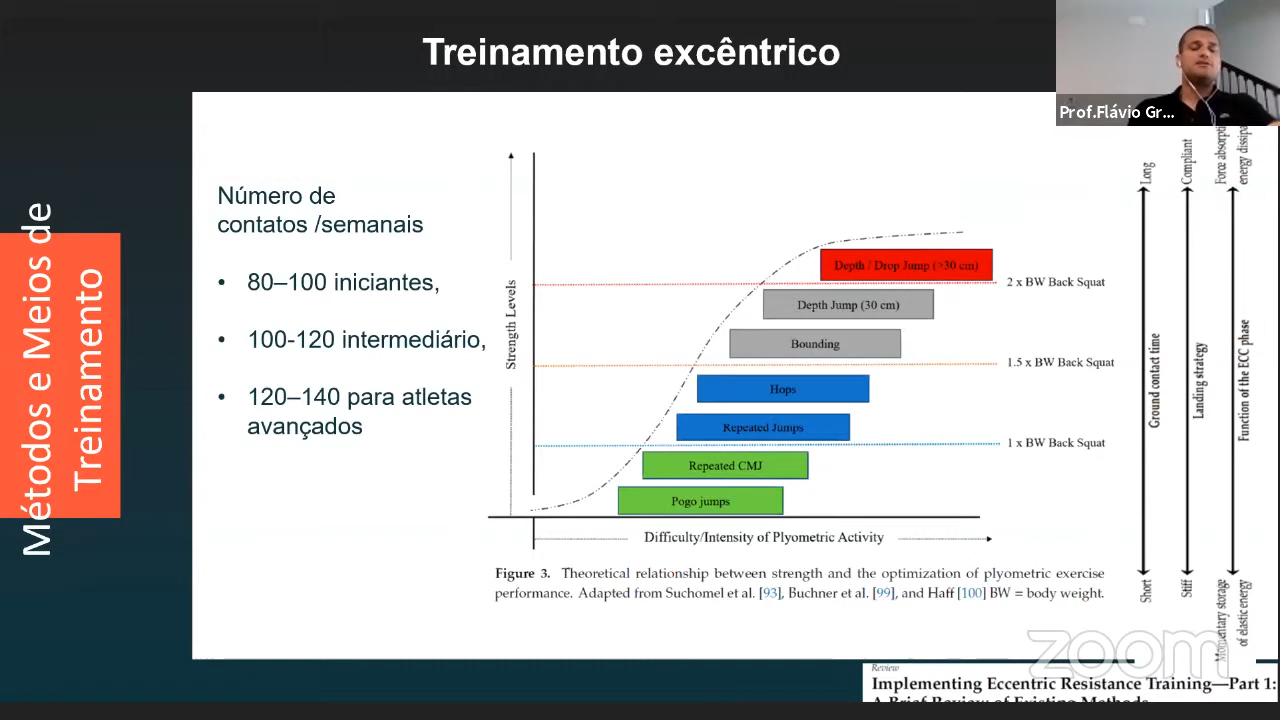 Treinamento excêntrico
Prof.Flávio Gr...
Métodos e Meios de
Treinamento
Número de
contatos /semanais
• 80–100 iniciantes,
• 100-120 intermediário,
• 120–140 para atletas
avançados
Strength Levels
Depth / Drop Jump (>30 cm)
2 x BW Back Squat
Depth Jump (30 cm)
Bounding
1.5 x BW Back Squat
Hops
Repeated Jumps
1 x BW Back Squat
Repeated CMJ
Pogo jumps
Difficulty/Intensity of Plyometric Activity
Figure 3. Theoretical relationship between strength and the optimization of plyometric exercise
performance. Adapted from Suchomel et al. [93], Buchner et al. [99], and Haff [100] BW = body weight.
Long
Ground contact time
Short
Compliant
Landing strategy
Stiff
Force
Function of the ECC phase
storage
of elastic energy
energy
zoom
Review
Implementing Eccentric Resistance Training—Part 1:
A Brief Review of Existing Methods